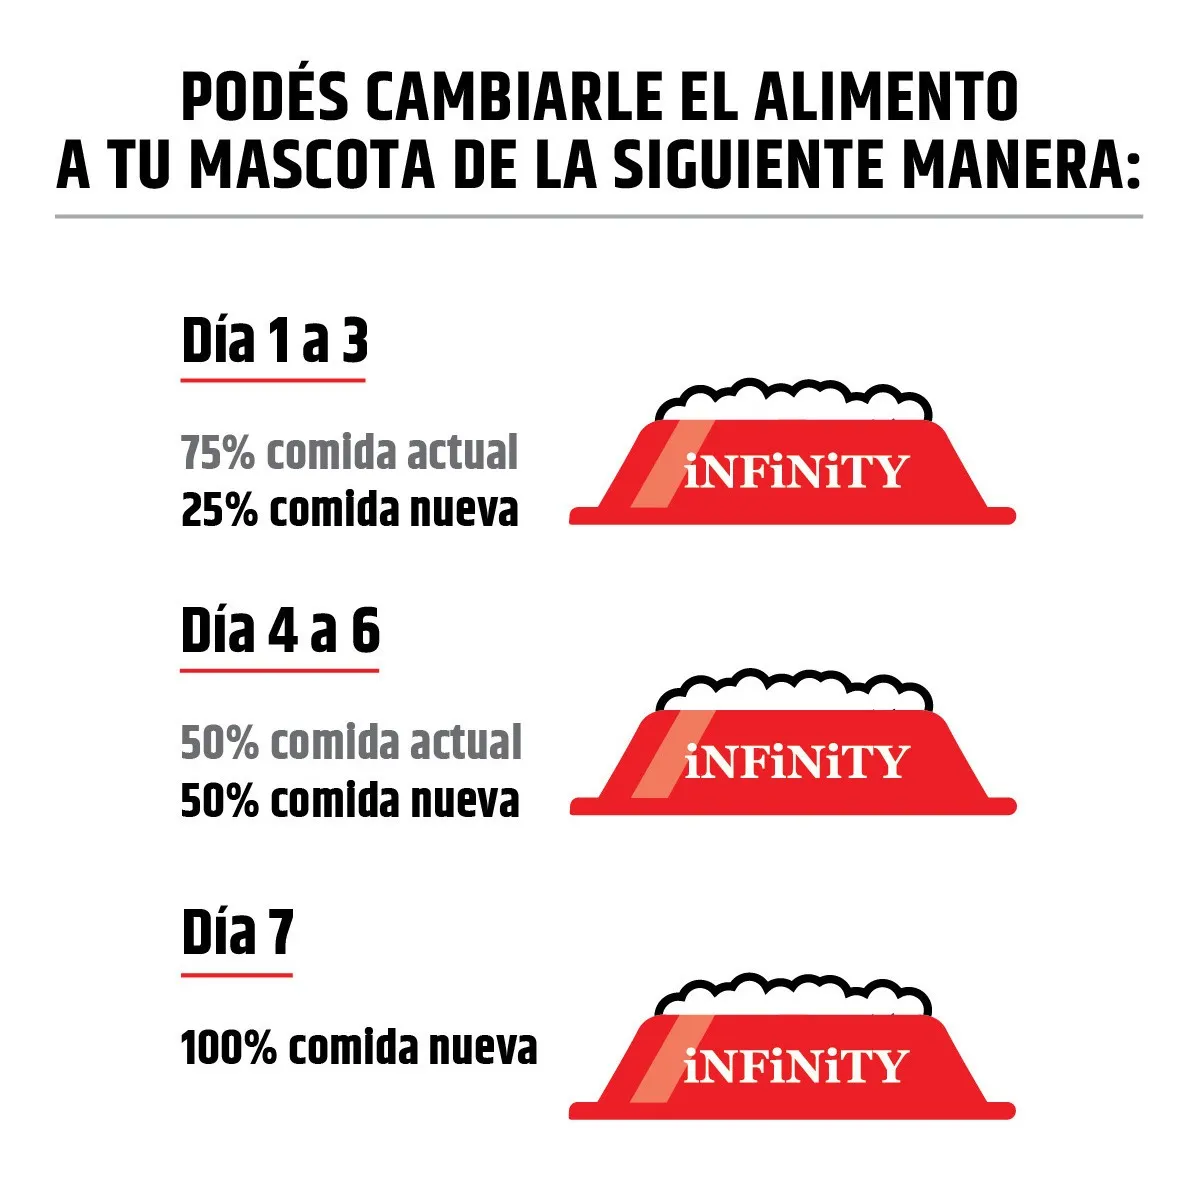 PODÉS CAMBIARLE EL ALIMENTO
A TU MASCOTA DE LA SIGUIENTE MANERA:
Día 1 a 3
75% comida actual
25% comida nueva
iNFiNiTY
Día 4 a 6
50% comida actual
50% comida nueva
iNFiNiTY
Día 7
100% comida nueva
iNFiNiTY